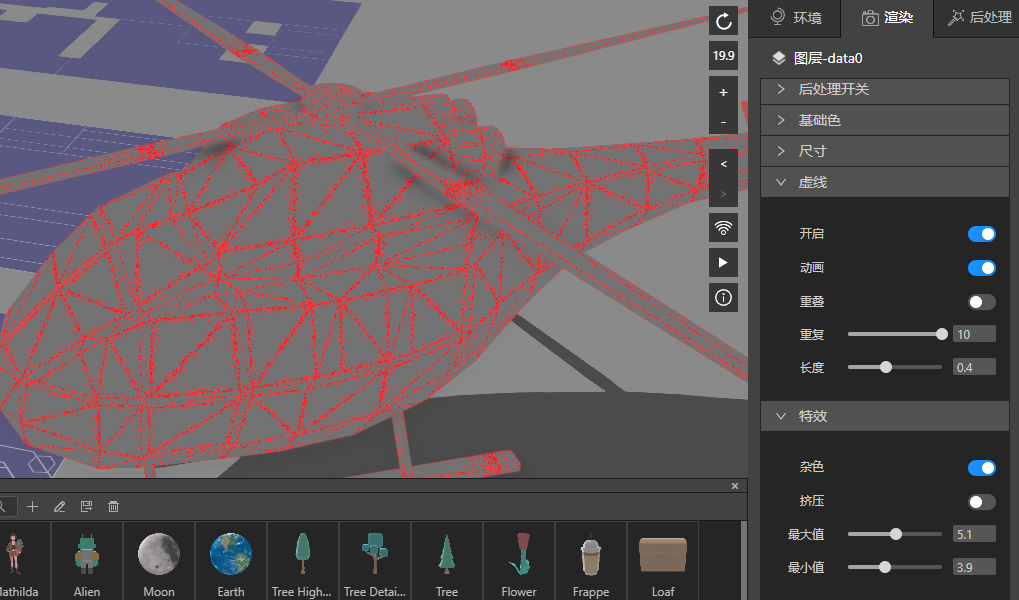 环境
渲染
后处理
图层-data0
19.9
+
-
<
>
后处理开关
基础色
尺寸
虚线
开启
动画
重叠
重复
10
长度
0.4
特效
杂色
挤压
最大值
5.1
最小值
3.9
Mathilda
Alien
Moon
Earth
Tree High...
Tree Detai...
Tree
Flower
Frappe
Loaf